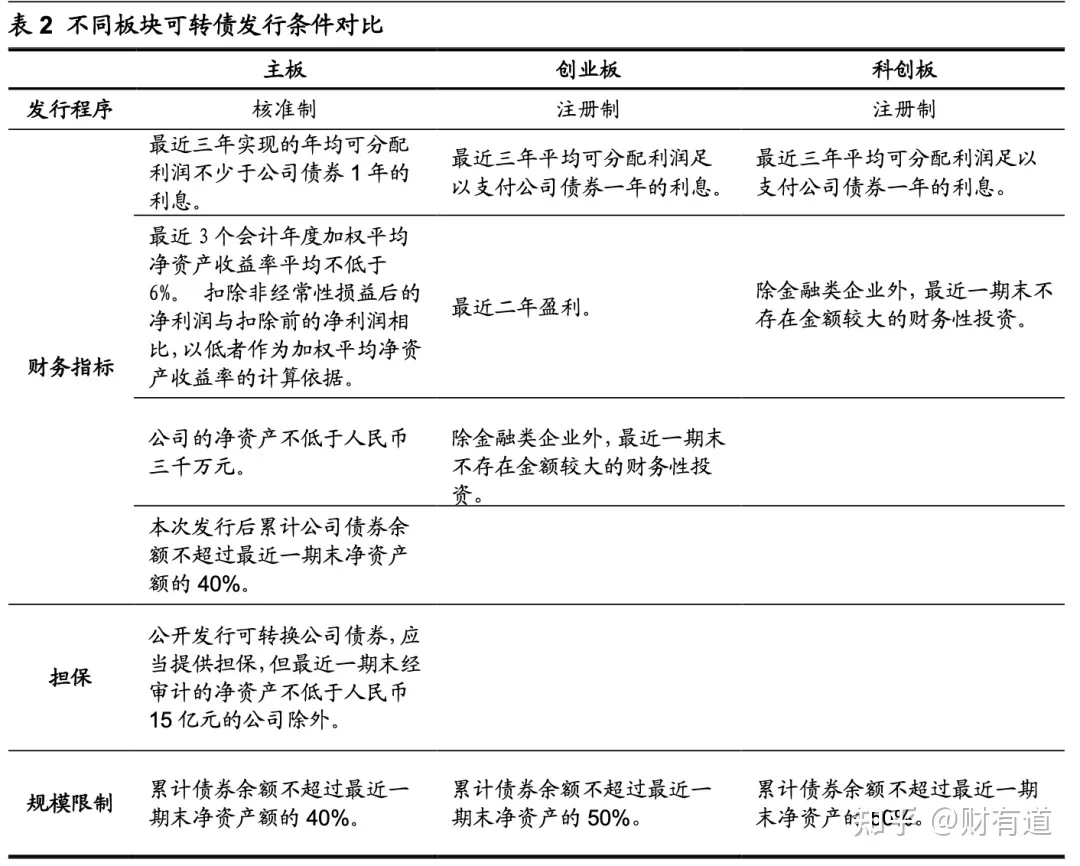 表 2 不同板块可转债发行条件对比
主板 创业板 科创板
发行程序 核准制 注册制 注册制
财务指标
最近三年实现的年均可分配
利润不少于公司债券 1 年的
利息。
最近三年平均可分配利润足
以支付公司债券一年的利息。
最近三年平均可分配利润足以
支付公司债券一年的利息。
最近 3 个会计年度加权平均
净资产收益率平均不低于
6%。 扣除非经常性损益后的
净利润与扣除前的净利润相
比,以低者作为加权平均净资
产收益率的计算依据。
最近二年盈利。
除金融类企业外,最近一期末不
存在金额较大的财务性投资。
公司的净资产不低于人民币
三千万元。
除金融类企业外,最近一期末
不存在金额较大的财务性投
资。
本次发行后累计公司债券余
额不超过最近一期末净资产
额的 40%。
担保
公开发行可转换公司债券,应
当提供担保,但最近一期末经
审计的净资产不低于人民币
15 亿元的公司除外。
规模限制
累计债券余额不超过最近一
期末净资产额的 40%。
累计债券余额不超过最近一
期末净资产的 50%。
累计债券余额不超过最近一期
末净资产的 50%。
知乎 @财有道